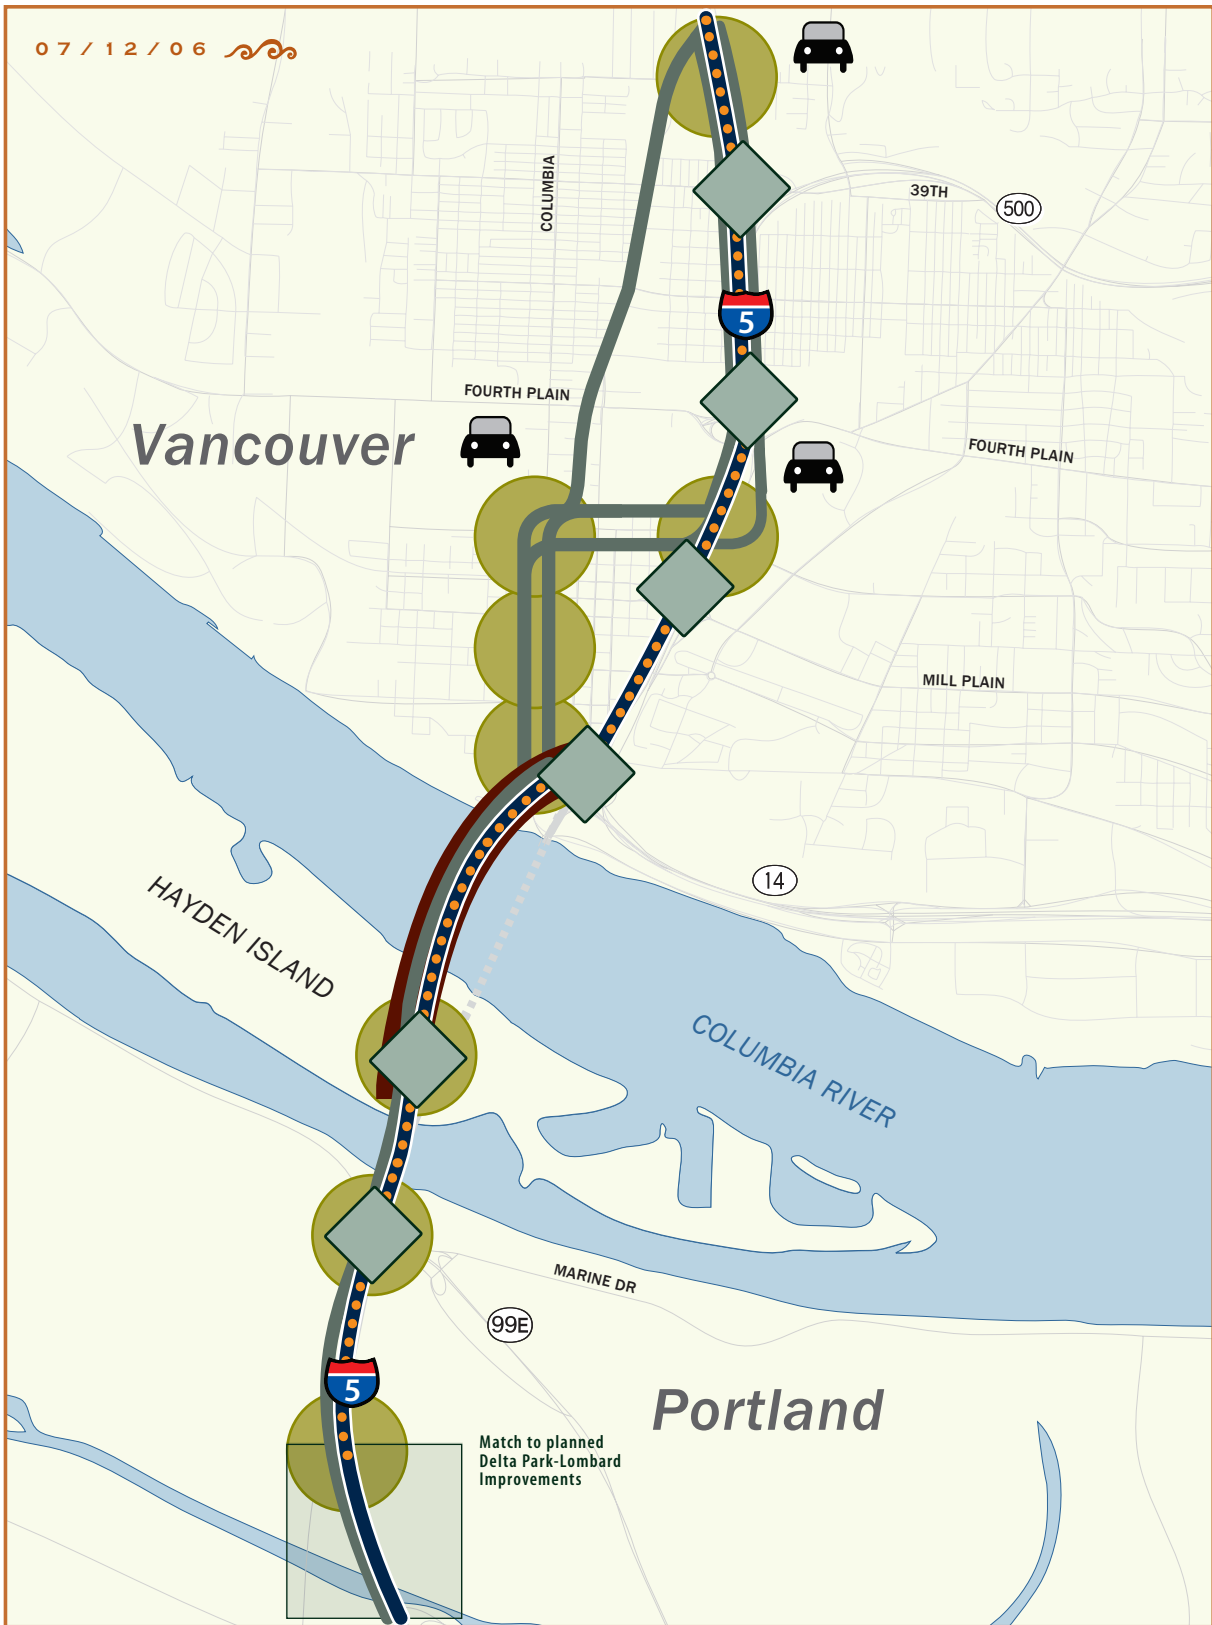 07/12/06
COLUMBIA
39TH
500
5
FOURTH PLAIN
Vancouver
FOURTH PLAIN
MILL PLAIN
14
HAYDEN ISLAND
COLUMBIA RIVER
MARINE DR
99E
5
Portland
Match to planned
Delta Park-Lombard
Improvements